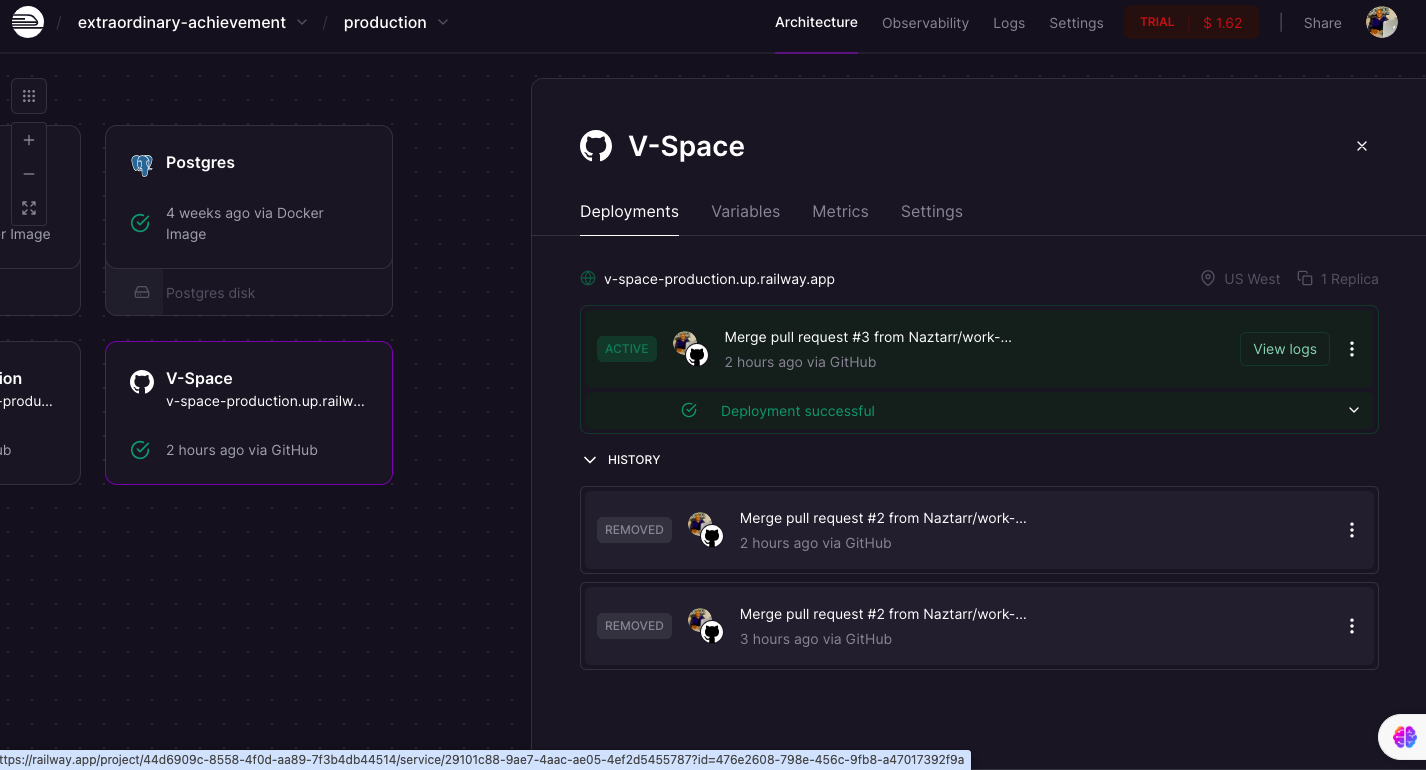 / extraordinary-achievement / production
Architecture Observability Logs Settings TRIAL $ 1.62 Share
r Image
Postgres
4 weeks ago via Docker
Image
Postgres disk
ion
-produ...
ub
V-Space
v-space-production.up.railw...
2 hours ago via GitHub
V-Space
Deployments Variables Metrics Settings
v-space-production.up.railway.app US West 1 Replica
ACTIVE Merge pull request #3 from Naztarr/work-... View logs
2 hours ago via GitHub
Deployment successful
HISTORY
REMOVED Merge pull request #2 from Naztarr/work-...
2 hours ago via GitHub
REMOVED Merge pull request #2 from Naztarr/work-...
3 hours ago via GitHub
ttps://railway.app/project/44d6909c-8558-4f0d-aa89-7f3b4db44514/service/29101c88-9ae7-4aac-ae05-4ef2d5455787?id=476e2608-798e-456c-9fb8-a47017392f9a